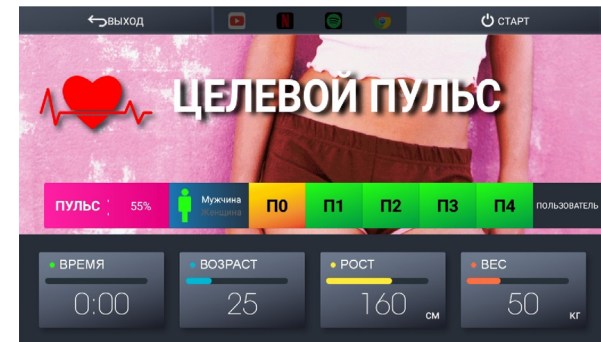 ВЫХОД
СТАРТ
ЦЕЛЕВОЙ ПУЛЬС
ПУЛЬС 55%
Мужчина
Женщина
П0 П1 П2 П3 П4 ПОЛЬЗОВАТЕЛЬ
ВРЕМЯ ВОЗРАСТ РОСТ ВЕС
0:00 25 160 см 50 кг